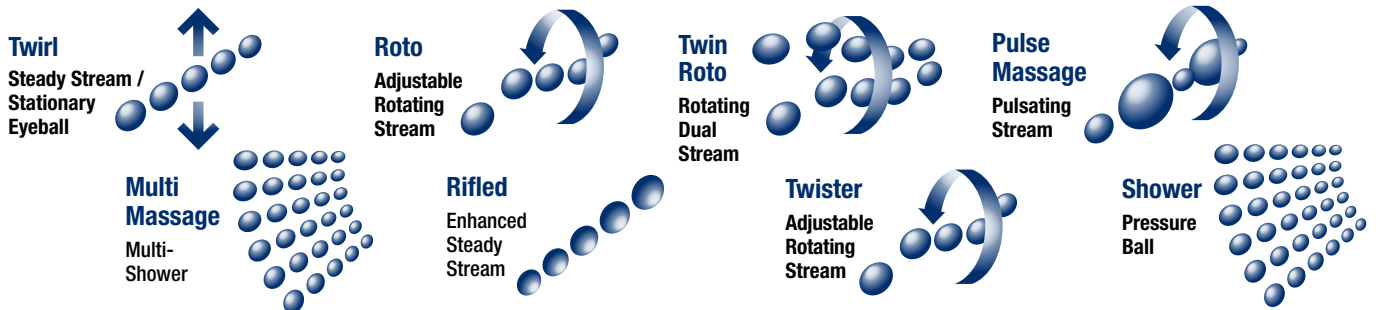 Twirl
Steady Stream /
Stationary
Eyeball
Roto
Adjustable
Rotating
Stream
Twin
Roto
Rotating
Dual
Stream
Pulse
Massage
Pulsating
Stream
Multi
Massage
Multi-
Shower
Rifled
Enhanced
Steady
Stream
Twister
Adjustable
Rotating
Stream
Shower
Pressure
Ball